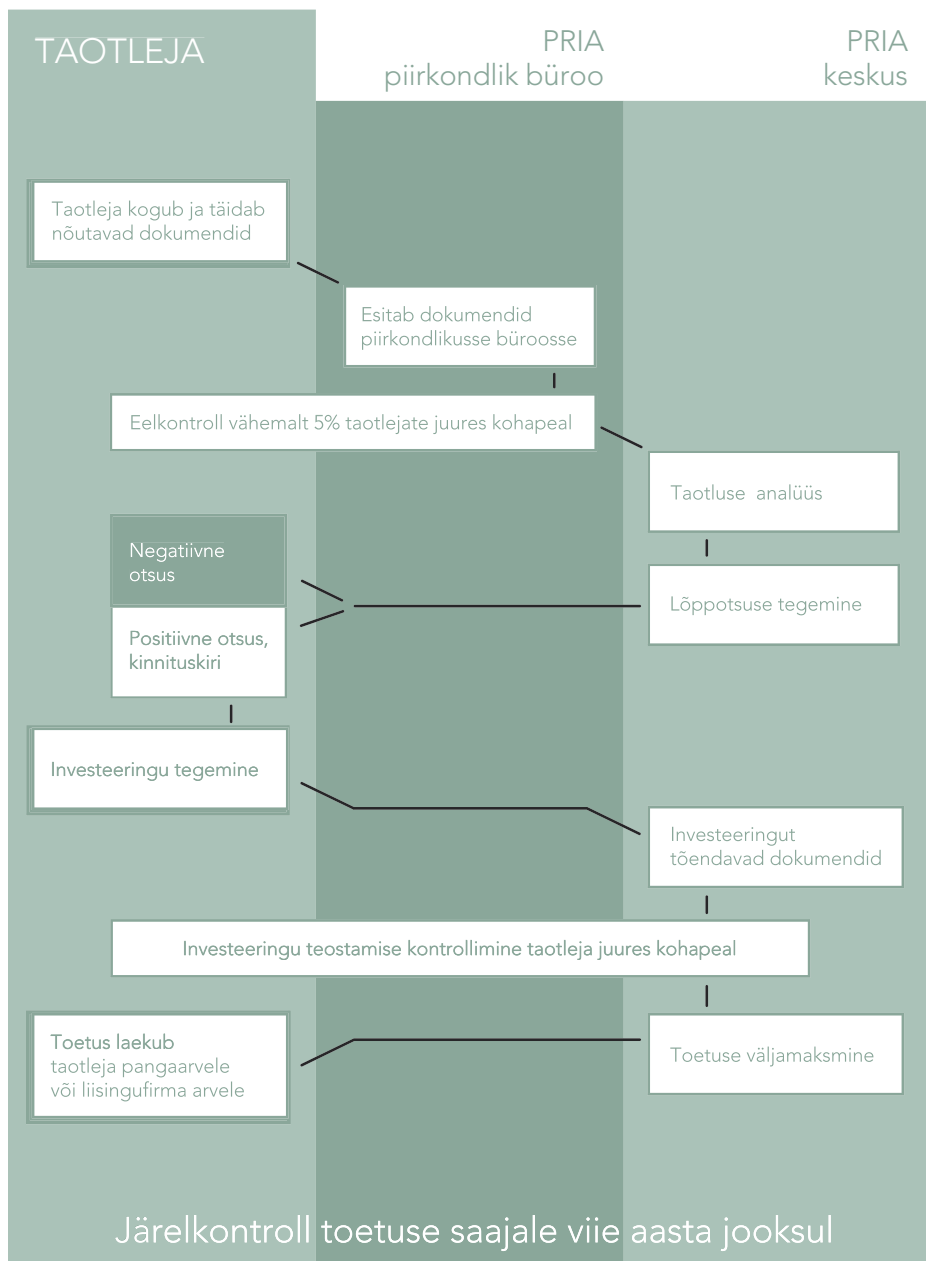 TAOTLEJA
PRIA
piirkondlik büroo
PRIA
keskus
Taotleja kogub ja täidab
nõutavad dokumendid
Esitab dokumendid
piirkondlikusse büroosse
Eelkontroll vähemalt 5% taotlejate juures kohapeal
Taotluse analüüs
Negatiivne
otsus
Lõppotsuse tegemine
Positiivne otsus,
kinnituskiri
Investeeringu tegemine
Investeeringut
tõendavad dokumendid
Investeeringu teostamise kontrollimine taotleja juures kohapeal
Toetus laekub
taotleja pangaarvele
või liisingufirma arvele
Toetuse väljamaksmine
Järelkontroll toetuse saajale viie aasta jooksul